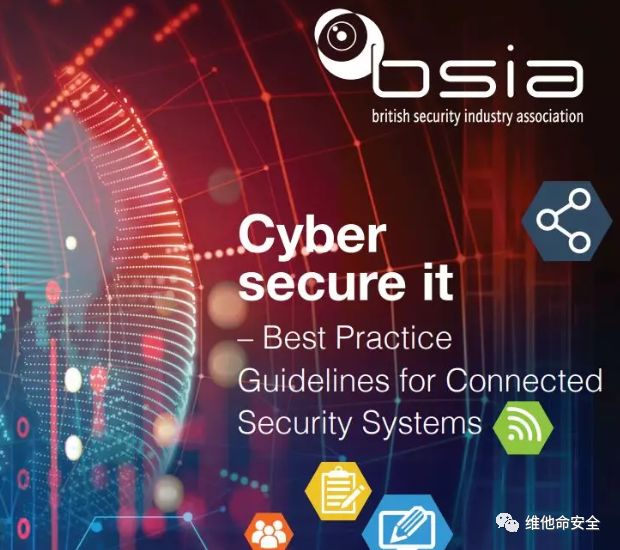 bsia
british security industry association
Cyber
secure it
– Best Practice
Guidelines for Connected
Security Systems
维他命安全